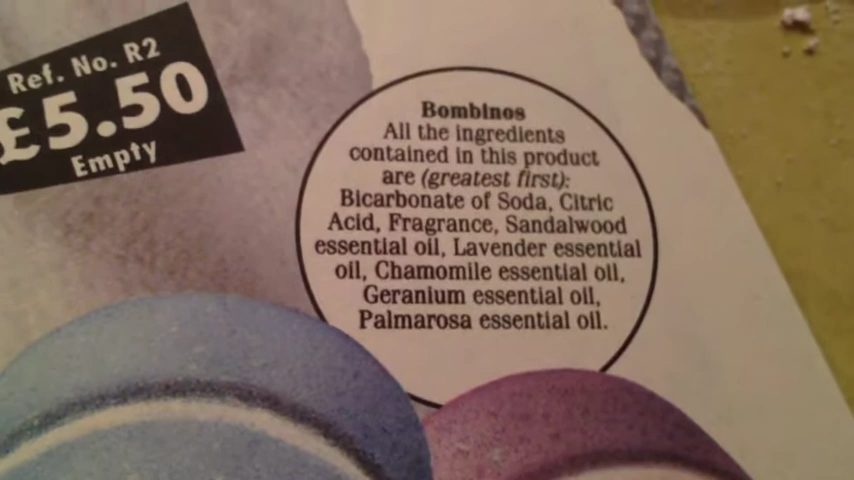 Ref. No. R2
£5.50
Empty
Bombinos
All the ingredients
contained in this product
are (greatest first):
Bicarbonate of Soda, Citric
Acid, Fragrance, Sandalwood
essential oil, Lavender essential
oil, Chamomile essential oil,
Geranium essential oil,
Palmarosa essential oil.